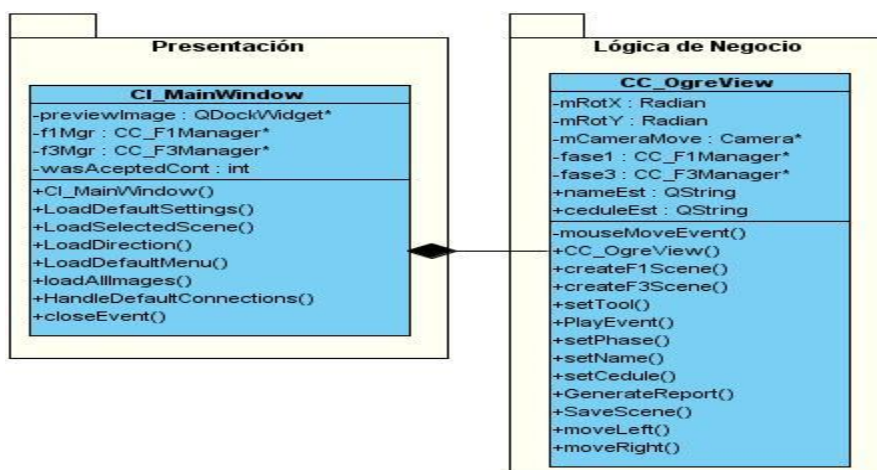 Presentación
CI_MainWindow
-previewImage : QDockWidget*
-f1Mgr : CC_F1Manager*
-f3Mgr : CC_F3Manager*
-wasAceptedCont : int
+CI_MainWindow()
+LoadDefaultSettings()
+LoadSelectedScene()
+LoadDirection()
+LoadDefaultMenu()
+loadAllImages()
+HandleDefaultConnections()
+closeEvent()
Lógica de Negocio
CC_OgreView
-mRotX : Radian
-mRotY : Radian
-mCameraMove : Camera*
-fase1 : CC_F1Manager*
-fase3 : CC_F3Manager*
+nameEst : QString
+ceduleEst : QString
-mouseMoveEvent()
+CC_OgreView()
+createF1Scene()
+createF3Scene()
+setTool()
+PlayEvent()
+setPhase()
+setName()
+setCedule()
+GenerateReport()
+SaveScene()
+moveLeft()
+moveRight()